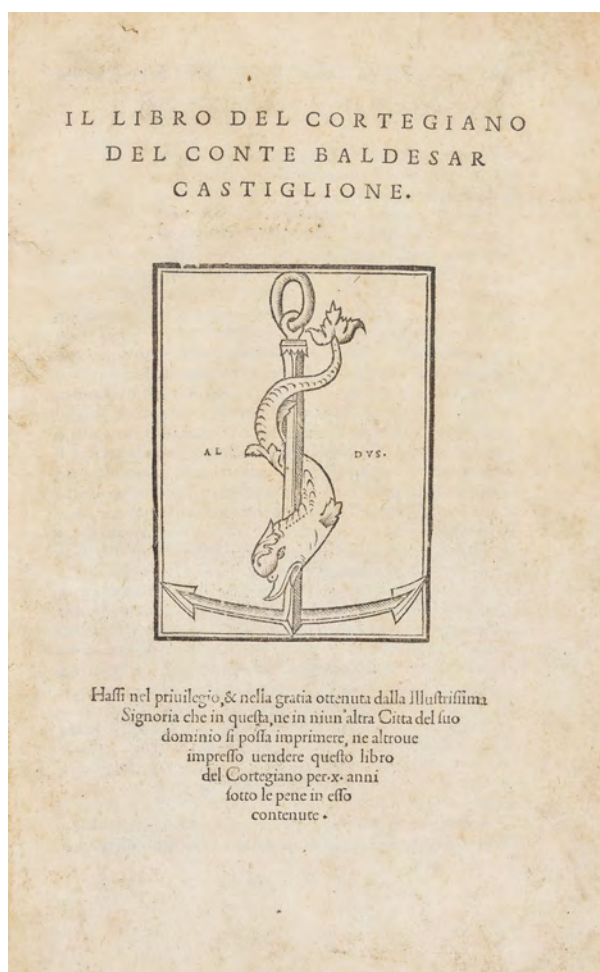 IL LIBRO DEL CORTEGIANO
DEL CONTE BALDESAR
CASTIGLIONE.
AL DVS.
Hassi nel priuilegio, & nella gratia ottenuta dalla Illustrissima
Signoria che in questa, ne in niun'altra Citta del suo
dominio si possa imprimere, ne altroue
impresso uendere questo libro
del Cortegiano per .x. anni
sotto le pene in esso
contenute.